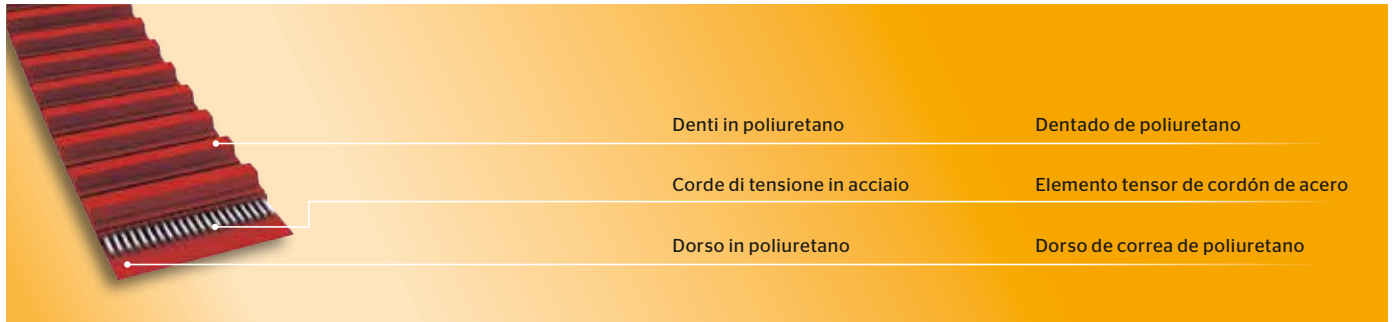 Denti in poliuretano Dentado de poliuretano
Corde di tensione in acciaio Elemento tensor de cordón de acero
Dorso in poliuretano Dorso de correa de poliuretano